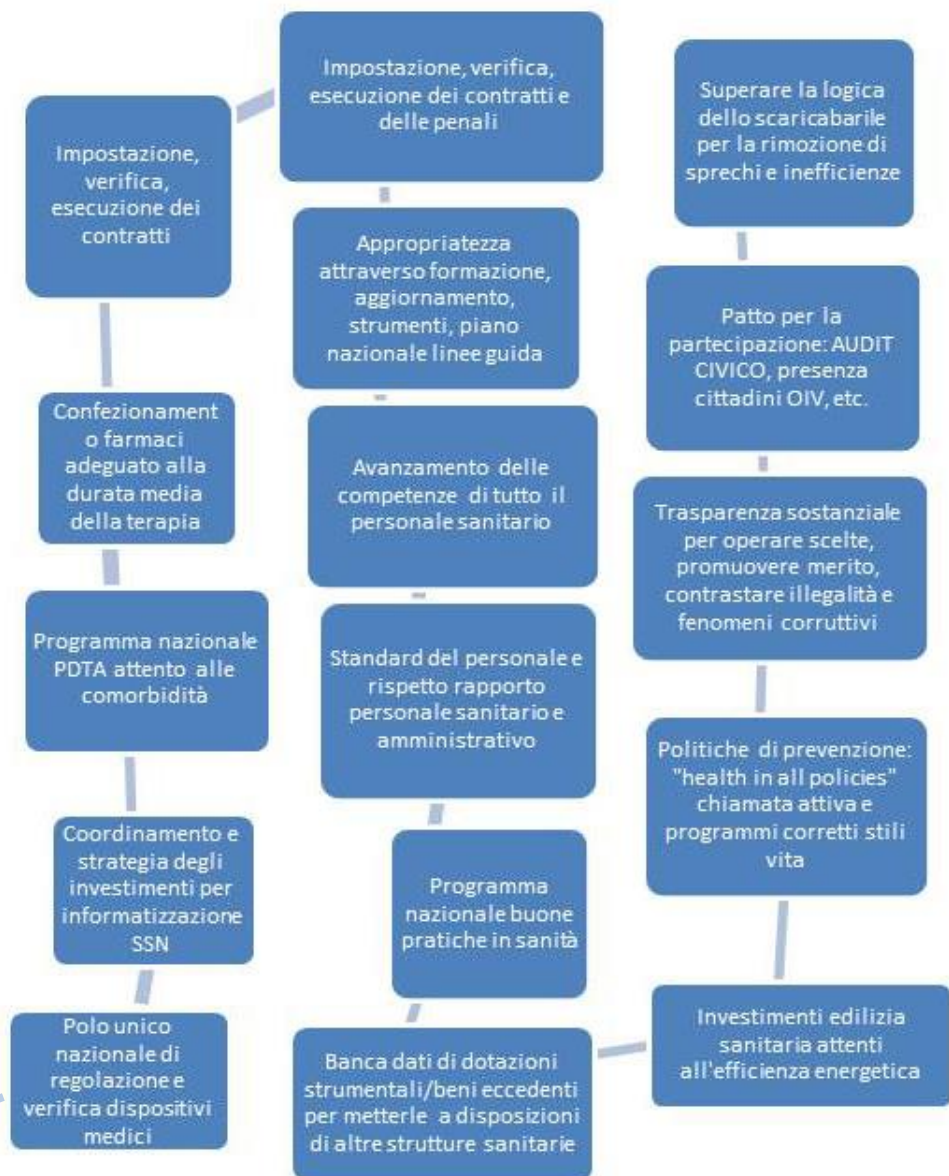 Impostazione,
verifica,
esecuzione dei
contratti
Confezionament
o farmaci
adeguato alla
durata media
della terapia
Programma nazionale
PDTA attento alle
comorbidità
Coordinamento e
strategia degli
investimenti per
informatizzazione
SSN
Polo unico
nazionale di
regolazione e
verifica dispositivi
medici
Impostazione, verifica,
esecuzione dei contratti e
delle penali
Appropriatezza
attraverso formazione,
aggiornamento,
strumenti, piano
nazionale linee guida
Avanzamento delle
competenze di tutto il
personale sanitario
Standard del personale e
rispetto rapporto
personale sanitario e
amministrativo
Programma
nazionale buone
pratiche in sanità
Banca dati di dotazioni
strumentali/beni eccedenti
per metterle a disposizioni
di altre strutture sanitarie
Superare la logica
dello scaricabarile
per la rimozione di
sprechi e inefficienze
Patto per la
partecipazione: AUDIT
CIVICO, presenza
cittadini OIV, etc.
Trasparenza sostanziale
per operare scelte,
promuovere merito,
contrastare illegalità e
fenomeni corruttivi
Politiche di prevenzione:
"health in all policies"
chiamata attiva e
programmi corretti stili
vita
Investimenti edilizia
sanitaria attenti
all'efficienza energetica